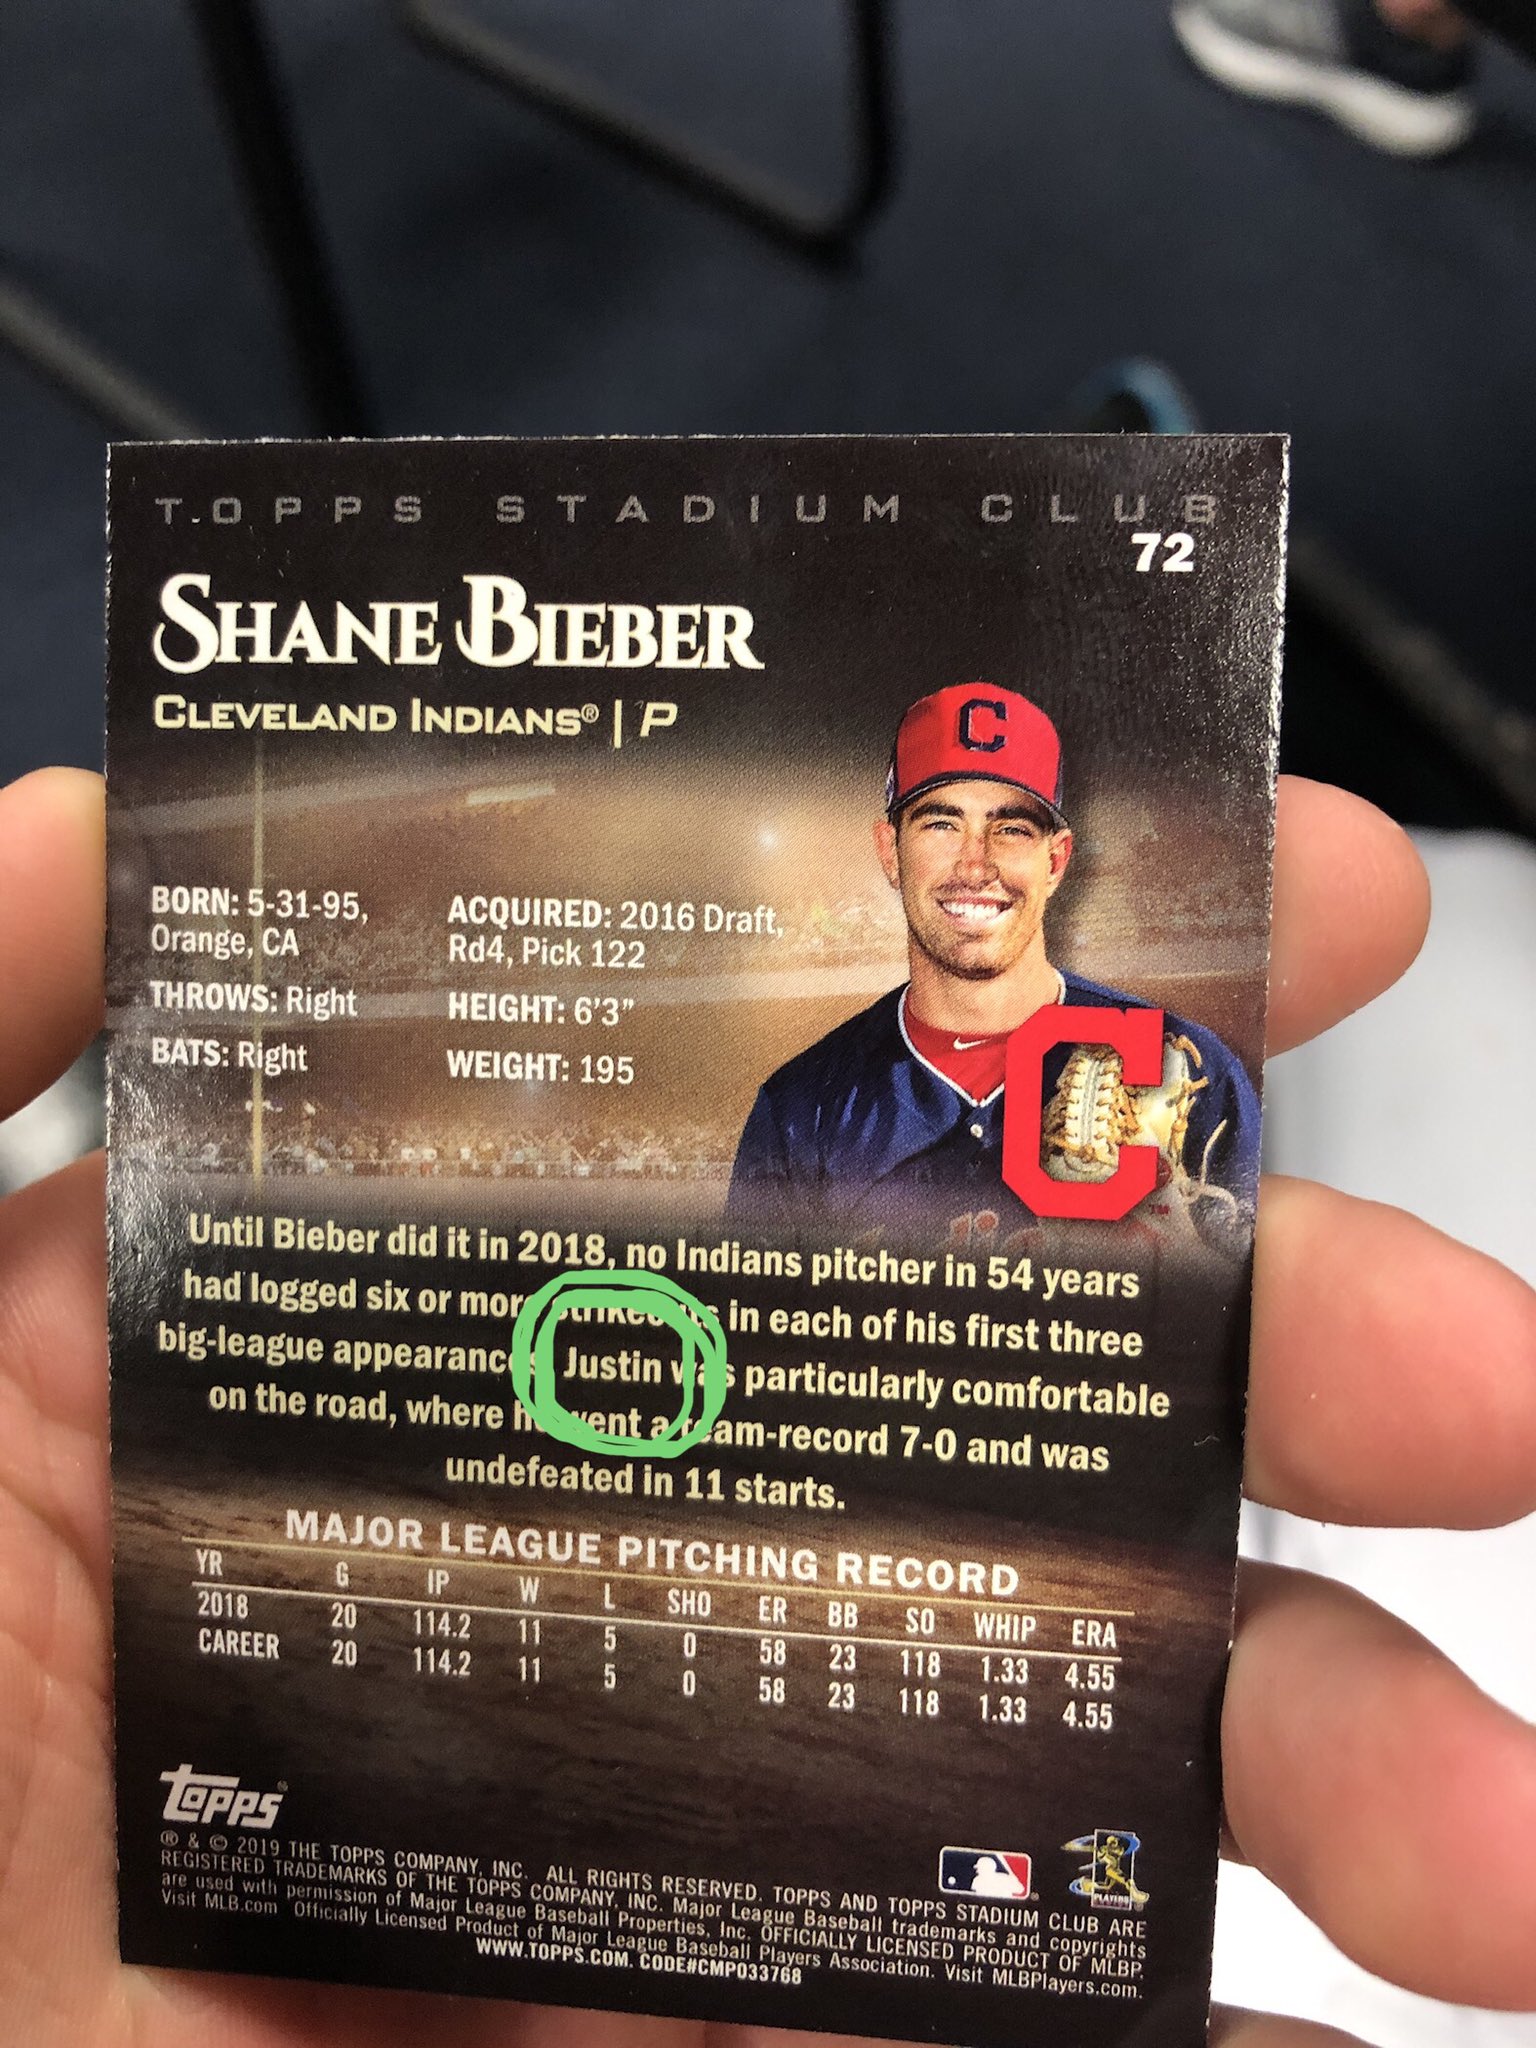 TOPPS STADIUM CLUB
72
SHANE BIEBER
CLEVELAND INDIANS® | P
BORN: 5-31-95, Orange, CA
THROWS: Right
BATS: Right
ACQUIRED: 2016 Draft, Rd4, Pick 122
HEIGHT: 6'3"
WEIGHT: 195
C
C
TM
Until Bieber did it in 2018, no Indians pitcher in 54 years
had logged six or more strikeouts in each of his first three
big-league appearances. Justin was particularly comfortable
on the road, where he went a team-record 7-0 and was
undefeated in 11 starts.
MAJOR LEAGUE PITCHING RECORD
YR G IP W L SHO ER BB SO WHIP ERA
2018 20 114.2 11 5 0 58 23 118 1.33 4.55
CAREER 20 114.2 11 5 0 58 23 118 1.33 4.55
topps®
® & © 2019 THE TOPPS COMPANY, INC. ALL RIGHTS RESERVED. TOPPS AND TOPPS STADIUM CLUB ARE
REGISTERED TRADEMARKS OF THE TOPPS COMPANY, INC. Major League Baseball trademarks and copyrights
are used with permission of Major League Baseball Properties, Inc. OFFICIALLY LICENSED PRODUCT OF MLBP.
Visit MLB.com Officially Licensed Product of Major League Baseball Players Association. Visit MLBPlayers.com.
WWW.TOPPS.COM. CODE#CMP033768
PLAYERS